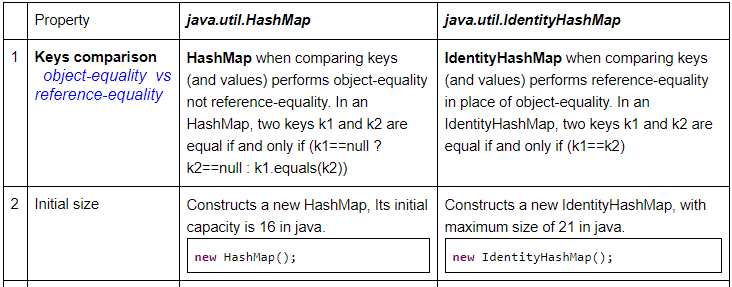 Property
java.util.HashMap
java.util.IdentityHashMap
1
Keys comparison
object-equality vs
reference-equality
HashMap when comparing keys
(and values) performs object-equality
not reference-equality. In an
HashMap, two keys k1 and k2 are
equal if and only if (k1==null ?
k2==null : k1.equals(k2))
IdentityHashMap when comparing keys
(and values) performs reference-equality
in place of object-equality. In an
IdentityHashMap, two keys k1 and k2 are
equal if and only if (k1==k2)
2
Initial size
Constructs a new HashMap, Its initial
capacity is 16 in java.
new HashMap();
Constructs a new IdentityHashMap, with
maximum size of 21 in java.
new IdentityHashMap();